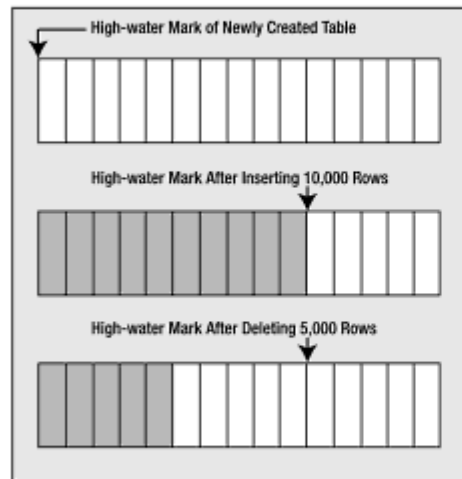 High-water Mark of Newly Created Table
High-water Mark After Inserting 10,000 Rows
High-water Mark After Deleting 5,000 Rows